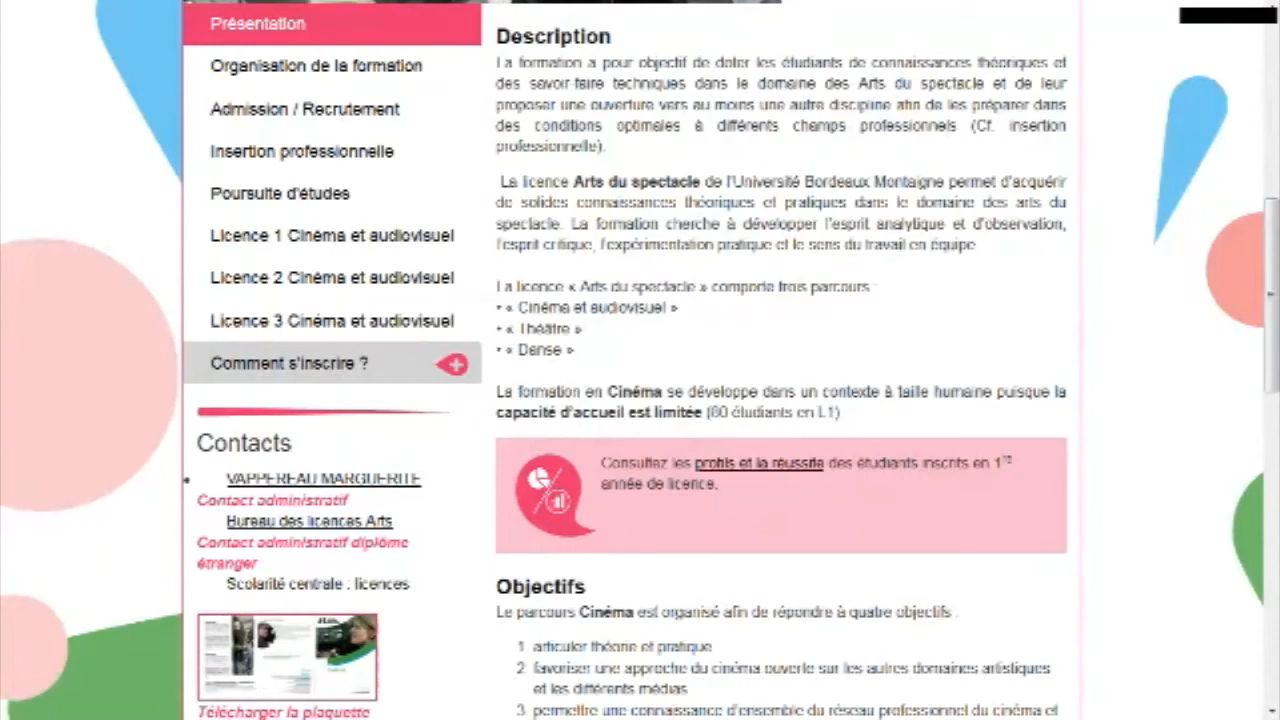 Présentation
Organisation de la formation
Admission / Recrutement
Insertion professionnelle
Poursuite d'études
Licence 1 Cinéma et audiovisuel
Licence 2 Cinéma et audiovisuel
Licence 3 Cinéma et audiovisuel
Comment s'inscrire ?
Contacts
VAPPEREAU MARGUERITE
Contact administratif
Bureau des licences Arts
Contact administratif diplôme
étranger
Scolarité centrale : licences
Télécharger la plaquette
Description
La formation a pour objectif de doter les étudiants de connaissances théoriques et
des savoir-faire techniques dans le domaine des Arts du spectacle et de leur
proposer une ouverture vers au moins une autre discipline afin de les préparer dans
des conditions optimales à différents champs professionnels (Cf. insertion
professionnelle).
La licence Arts du spectacle de l'Université Bordeaux Montaigne permet d'acquérir
de solides connaissances théoriques et pratiques dans le domaine des arts du
spectacle. La formation cherche à développer l'esprit analytique et d'observation,
l'esprit critique, l'expérimentation pratique et le sens du travail en équipe
La licence « Arts du spectacle » comporte trois parcours :
• « Cinéma et audiovisuel »
• « Théâtre »
• « Danse »
La formation en Cinéma se développe dans un contexte à taille humaine puisque la
capacité d'accueil est limitée (80 étudiants en L1)
Consultez les profils et la réussite des étudiants inscrits en 1re
année de licence.
Objectifs
Le parcours Cinéma est organisé afin de répondre à quatre objectifs :
1. articuler théorie et pratique
2. favoriser une approche du cinéma ouverte sur les autres domaines artistiques
et les différents médias
3. permettre une connaissance d'ensemble du réseau professionnel du cinéma et